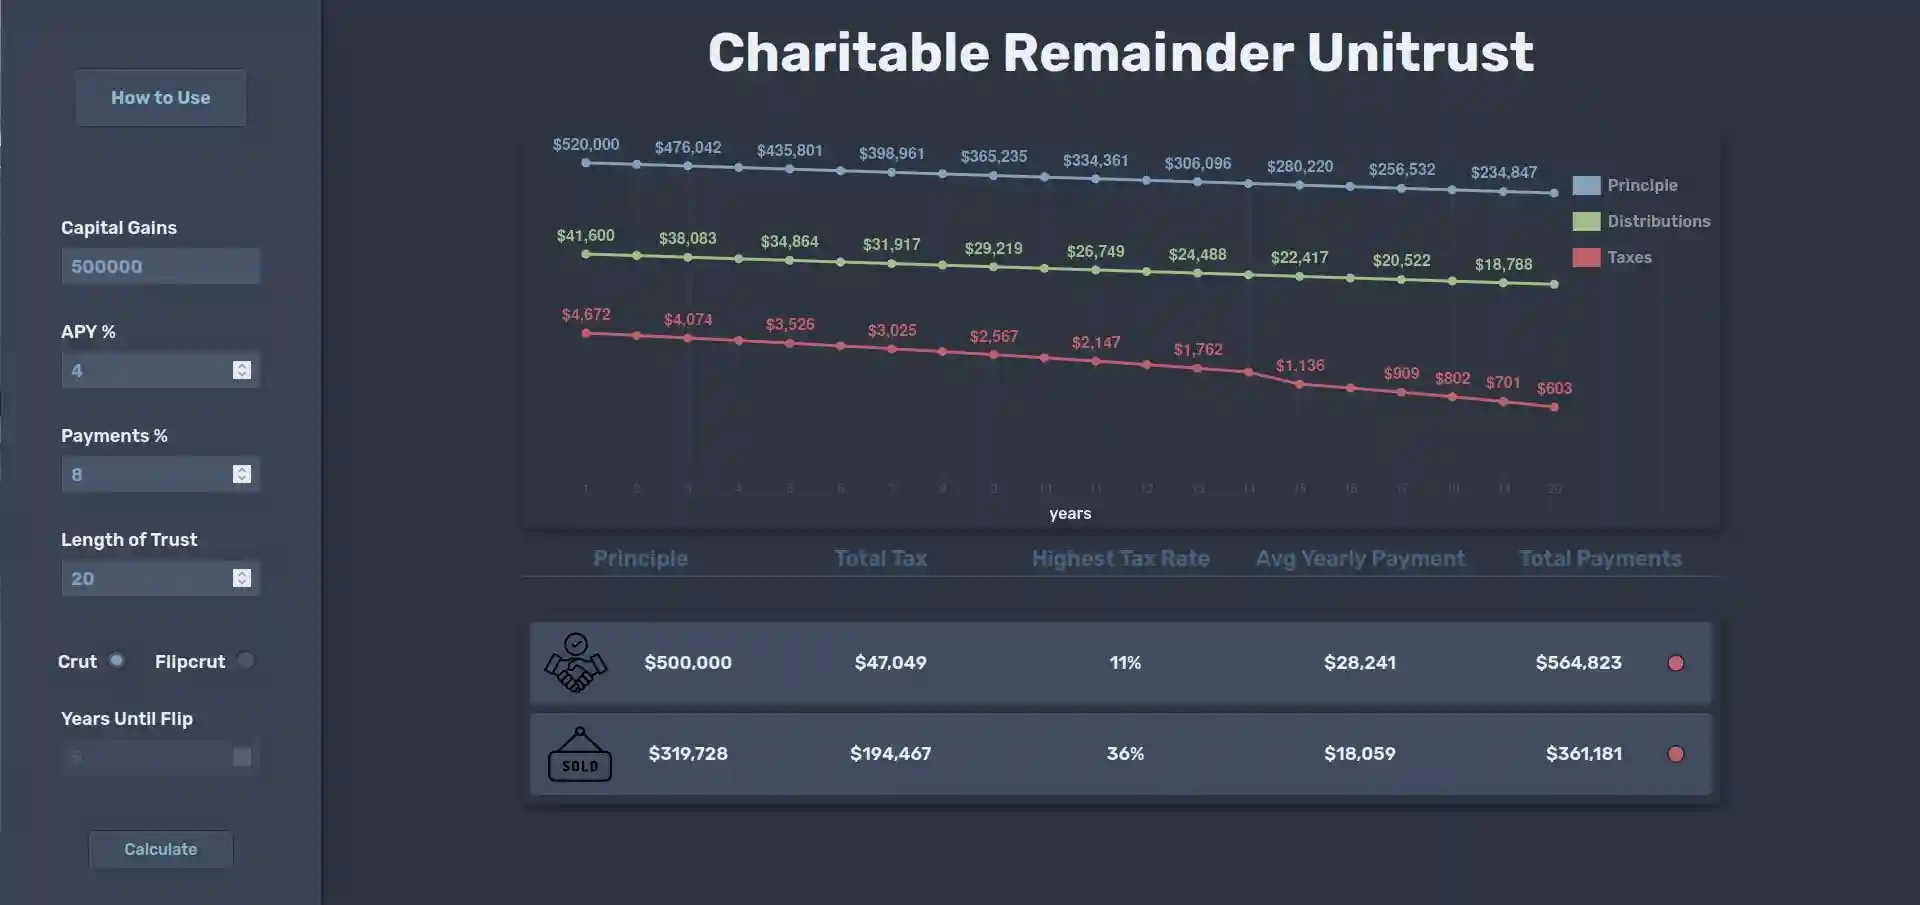 Charitable Remainder Unitrust
How to Use
Capital Gains
500000
APY %
4
Payments %
8
Length of Trust
20
Crut
Flipcrut
Years Until Flip
5
Calculate
$520,000 $476,042 $435,801 $398,961 $365,235 $334,361 $306,096 $280,220 $256,532 $234,847
$41,600 $38,083 $34,864 $31,917 $29,219 $26,749 $24,488 $22,417 $20,522 $18,788
$4,672 $4,074 $3,526 $3,025 $2,567 $2,147 $1,762 $1,136 $909 $802 $701 $603
Principle
Distributions
Taxes
1 2 3 4 5 6 7 8 9 10 11 12 13 14 15 16 17 18 19 20
years
Principle Total Tax Highest Tax Rate Avg Yearly Payment Total Payments
$500,000 $47,049 11% $28,241 $564,823
SOLD $319,728 $194,467 36% $18,059 $361,181